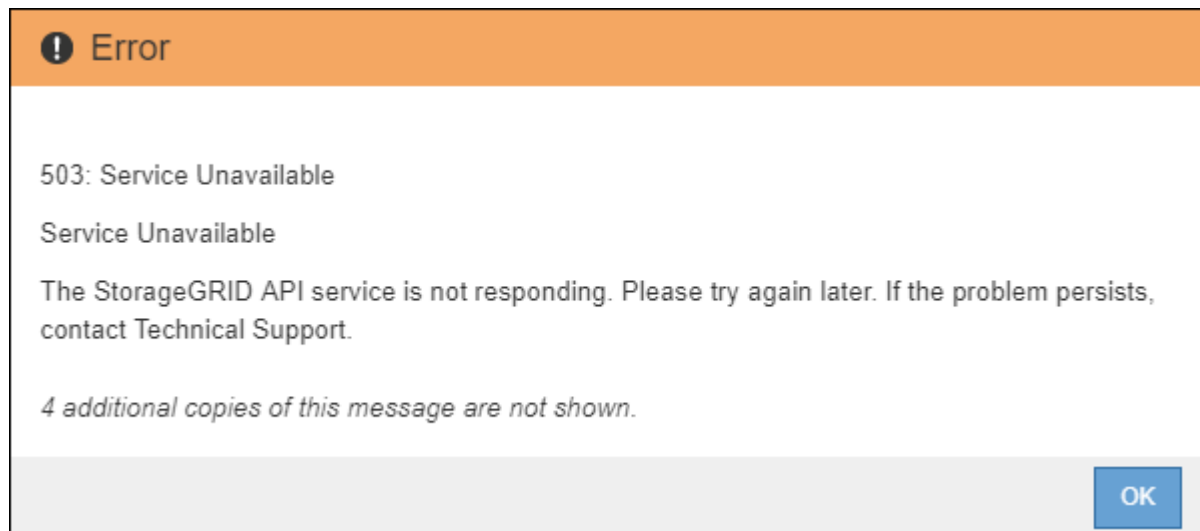 Error
503: Service Unavailable
Service Unavailable
The StorageGRID API service is not responding. Please try again later. If the problem persists,
contact Technical Support.
4 additional copies of this message are not shown.
OK